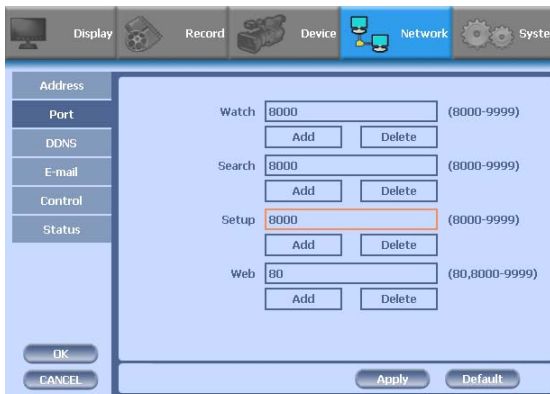 Display Record Device Network Syste
Address
Port
DDNS
E-mail
Control
Status
Watch 8000 (8000-9999)
Add Delete
Search 8000 (8000-9999)
Add Delete
Setup 8000 (8000-9999)
Add Delete
Web 80 (80,8000-9999)
Add Delete
OK
CANCEL
Apply Default